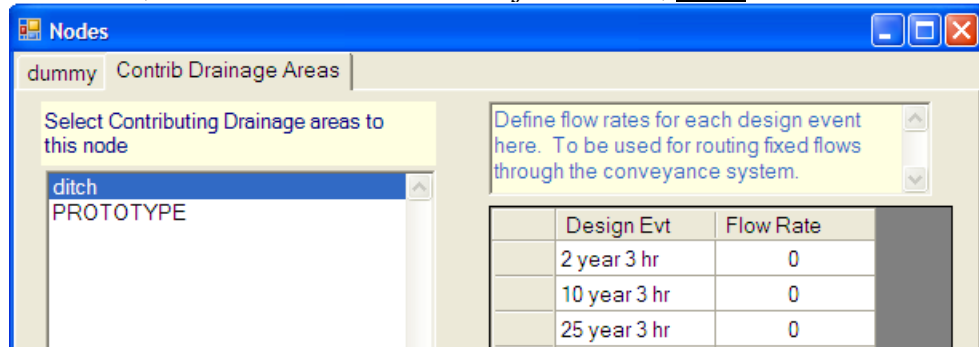 Nodes
dummy Contrib Drainage Areas
Select Contributing Drainage areas to
this node
ditch
PROTOTYPE
Define flow rates for each design event
here. To be used for routing fixed flows
through the conveyance system.
Design Evt Flow Rate
2 year 3 hr 0
10 year 3 hr 0
25 year 3 hr 0